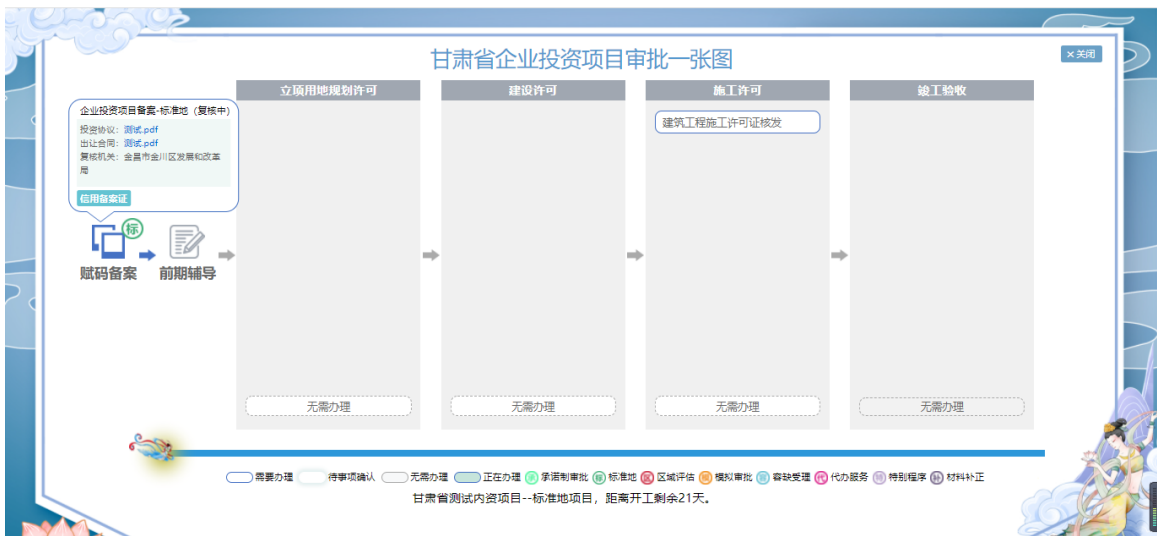 甘肃省企业投资项目审批一张图
×关闭
立项用地规划许可
建设许可
施工许可
竣工验收
企业投资项目备案-标准地（复核中）
投资协议：测试.pdf
出让合同：测试.pdf
复核机关：金昌市金川区发展和改革
局
信用备案证
标
赋码备案
前期辅导
建筑工程施工许可证核发
无需办理
无需办理
无需办理
无需办理
需要办理 待事项确认 无需办理 正在办理 承诺制审批 标准地 区域评估 模拟审批 容缺受理 代办服务 特别程序 材料补正
甘肃省测试内资项目--标准地项目，距离开工剩余21天。